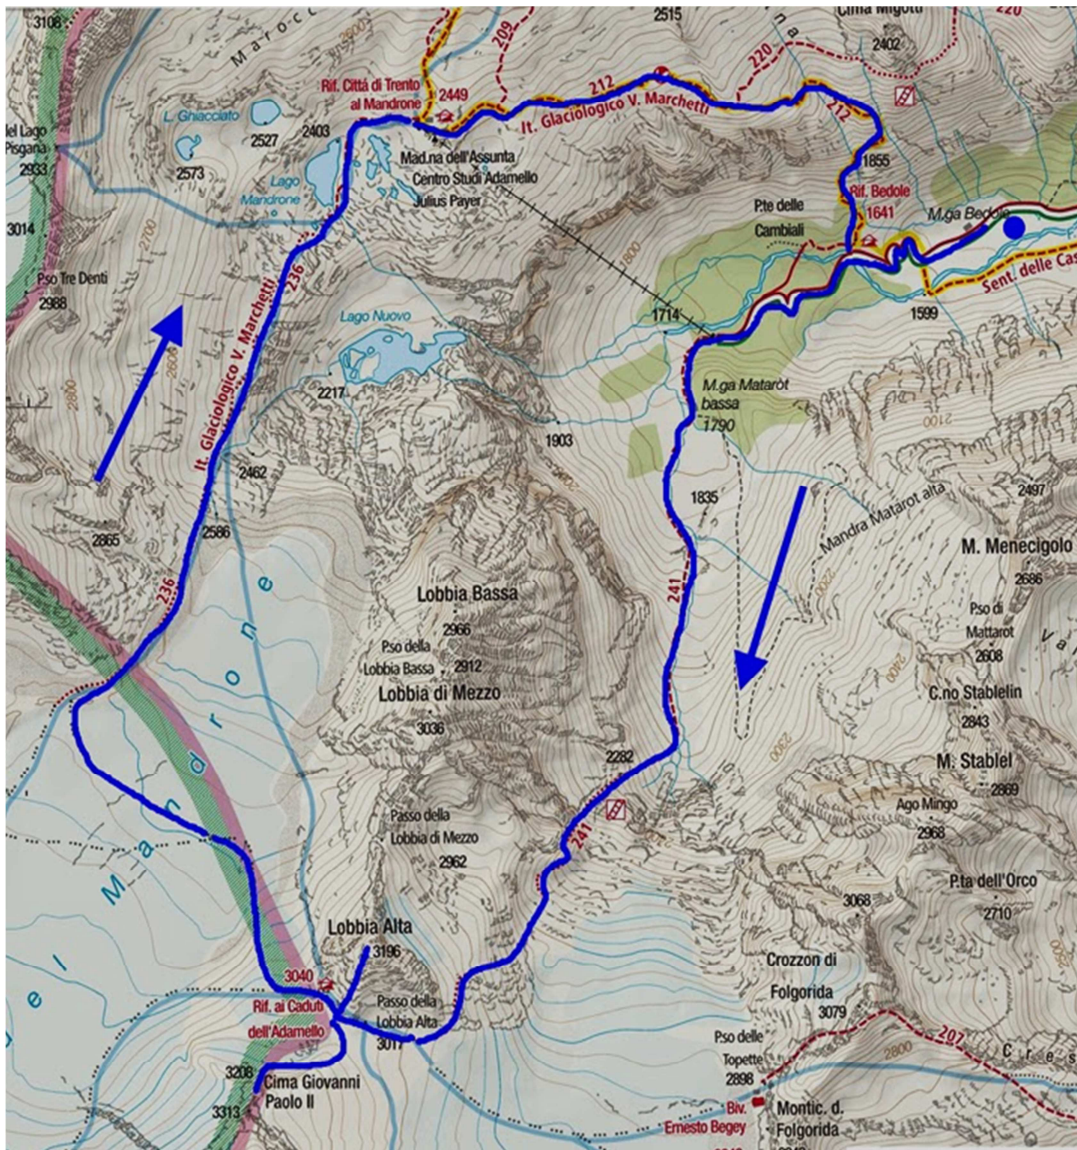 3108
Marocc
2600
2515
Cima Migotti
2402
220
220
209
Rif. Città di Trento
al Mandrone
2449
212
It. Glaciologico V. Marchetti
212
L. Ghiacciato
2527
2403
2573
del Lago
Pisgana
2933
Lago
Mandrone
Mad.na dell'Assunta
Centro Studi Adamello
Julius Payer
1855
Rif. Bedole
1641
M.ga Bedole
P.te delle
Cambiali
Sent. delle Cas
1599
3014
2700
P.so Tre Denti
2988
236
It. Glaciologico V. Marchetti
Lago Nuovo
1714
2217
2800
M.ga Mataròt
bassa
1790
1903
2100
2462
1835
Mandra Matarot alta
2497
2586
2865
M. Menecigolo
2686
236
241
Lobbia Bassa
2966
P.so della
Lobbia Bassa
2912
Lobbia di Mezzo
3036
P.so di
Mattarot
2608
2400
C.no Stablelin
2843
Mandrone
2282
M. Stablel
2869
Ago Mingo
2968
241
Passo della
Lobbia di Mezzo
2962
P.ta dell'Orco
2710
3068
Lobbia Alta
3196
Crozzon di
Folgorida
3079
3040
Rif. ai Caduti
dell'Adamello
Passo della
Lobbia Alta
3017
P.so delle
Topette
2898
207
2800
Cres
3208
Cima Giovanni
Paolo II
3313
Biv.
Ernesto Begey
Montic. d.
Folgorida